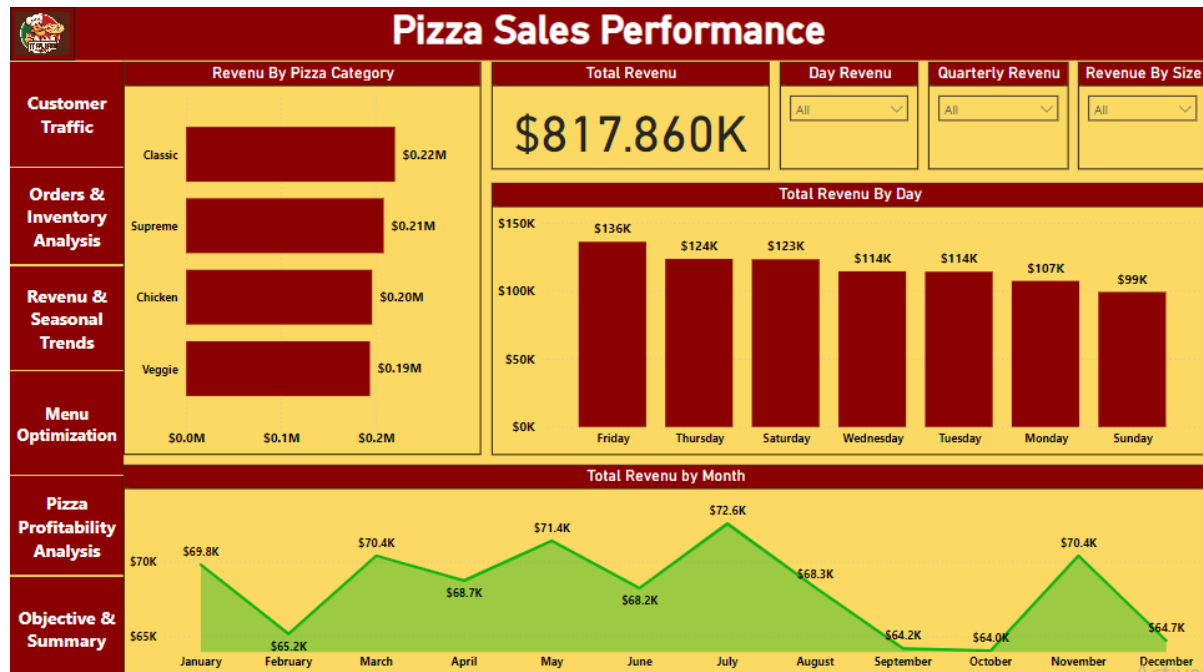 Pizza Sales Performance
Customer
Traffic
Orders &
Inventory
Analysis
Revenu &
Seasonal
Trends
Menu
Optimization
Pizza
Profitability
Analysis
Objective &
Summary
Revenu By Pizza Category
Classic
$0.22M
Supreme
$0.21M
Chicken
$0.20M
Veggie
$0.19M
$0.0M $0.1M $0.2M
Total Revenu
$817.860K
Day Revenu
All
Quarterly Revenu
All
Revenue By Size
All
Total Revenu By Day
$150K
$100K
$50K
$0K
$136K $124K $123K $114K $114K $107K $99K
Friday Thursday Saturday Wednesday Tuesday Monday Sunday
Total Revenu by Month
$70K
$65K
$69.8K $65.2K $70.4K $68.7K $71.4K $68.2K $72.6K $68.3K $64.2K $64.0K $70.4K $64.7K
January February March April May June July August September October November December